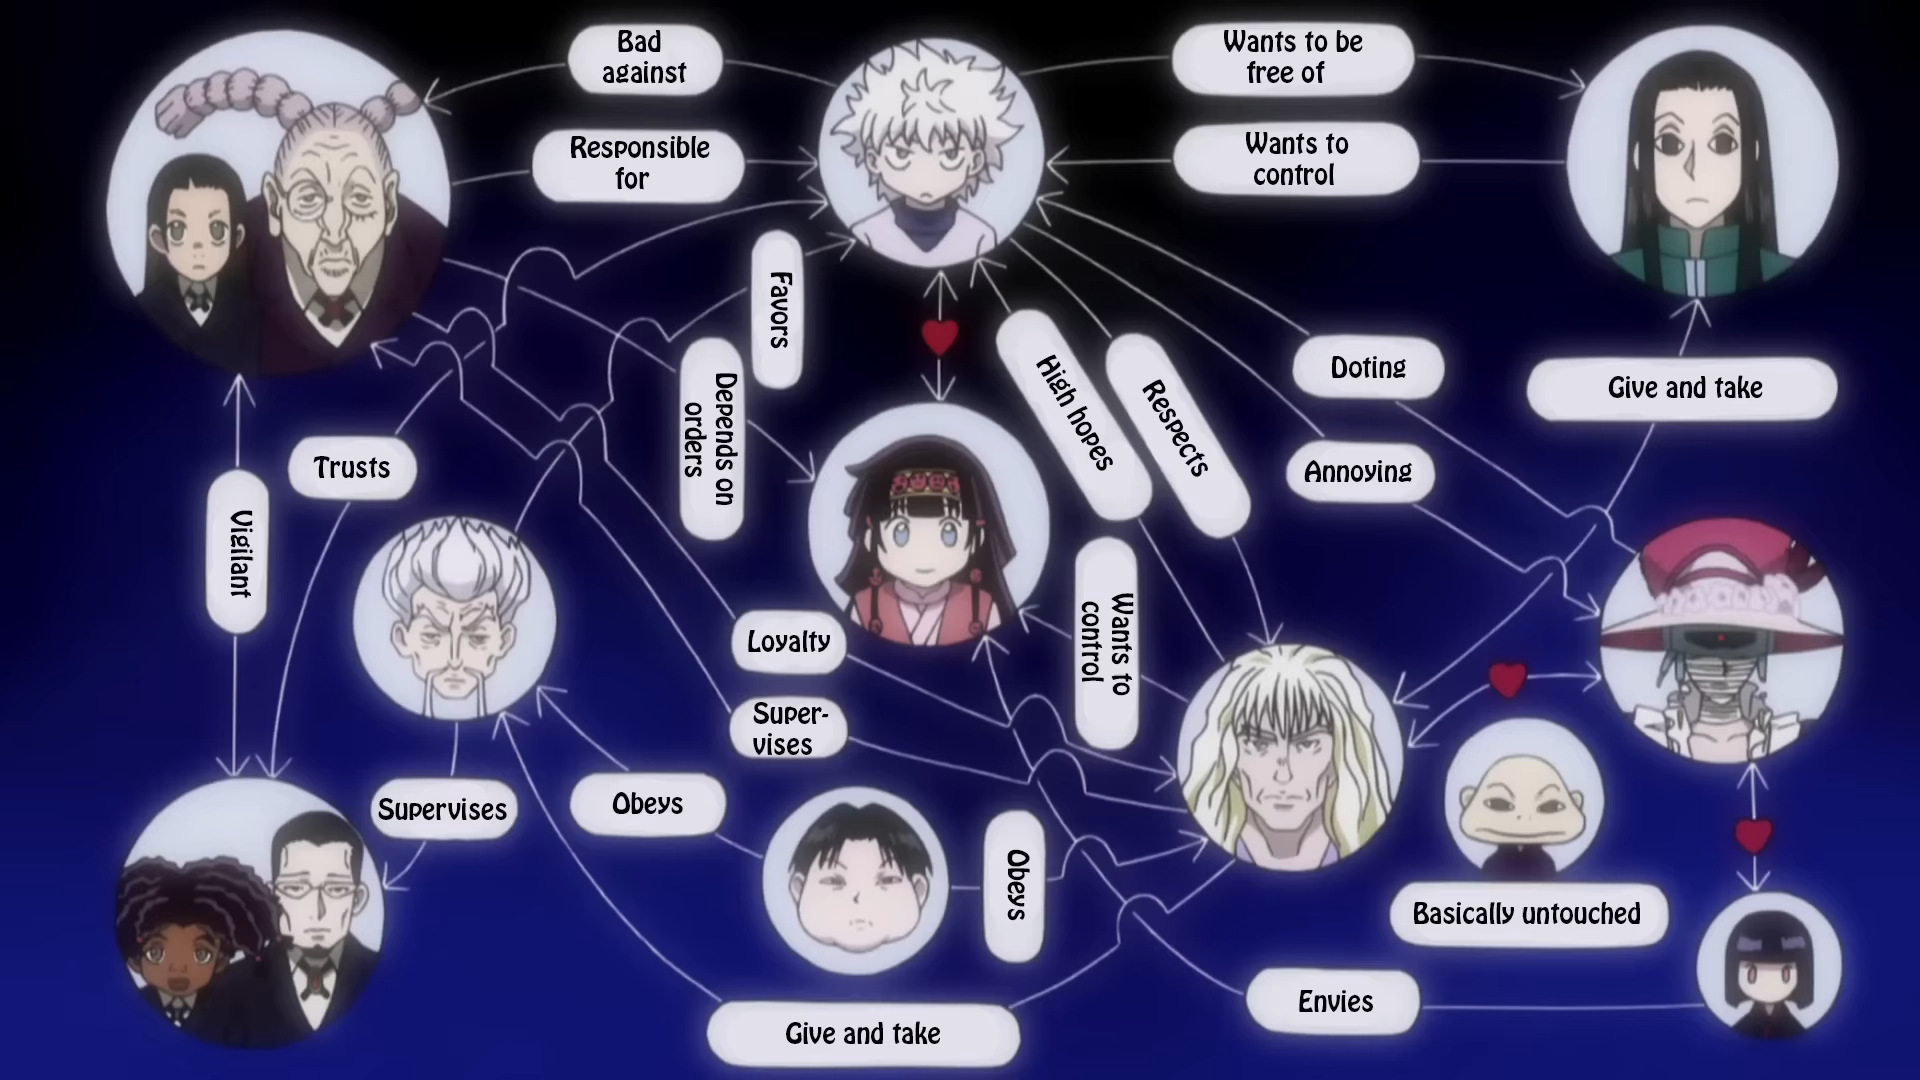 Bad
against
Wants to be
free of
Responsible
for
Wants to
control
Favors
High hopes
Respects
Doting
Give and take
Depends on
orders
Trusts
Annoying
Vigilant
Wants to
control
Loyalty
Super-
vises
Supervises
Obeys
Obeys
Basically untouched
Envies
Give and take